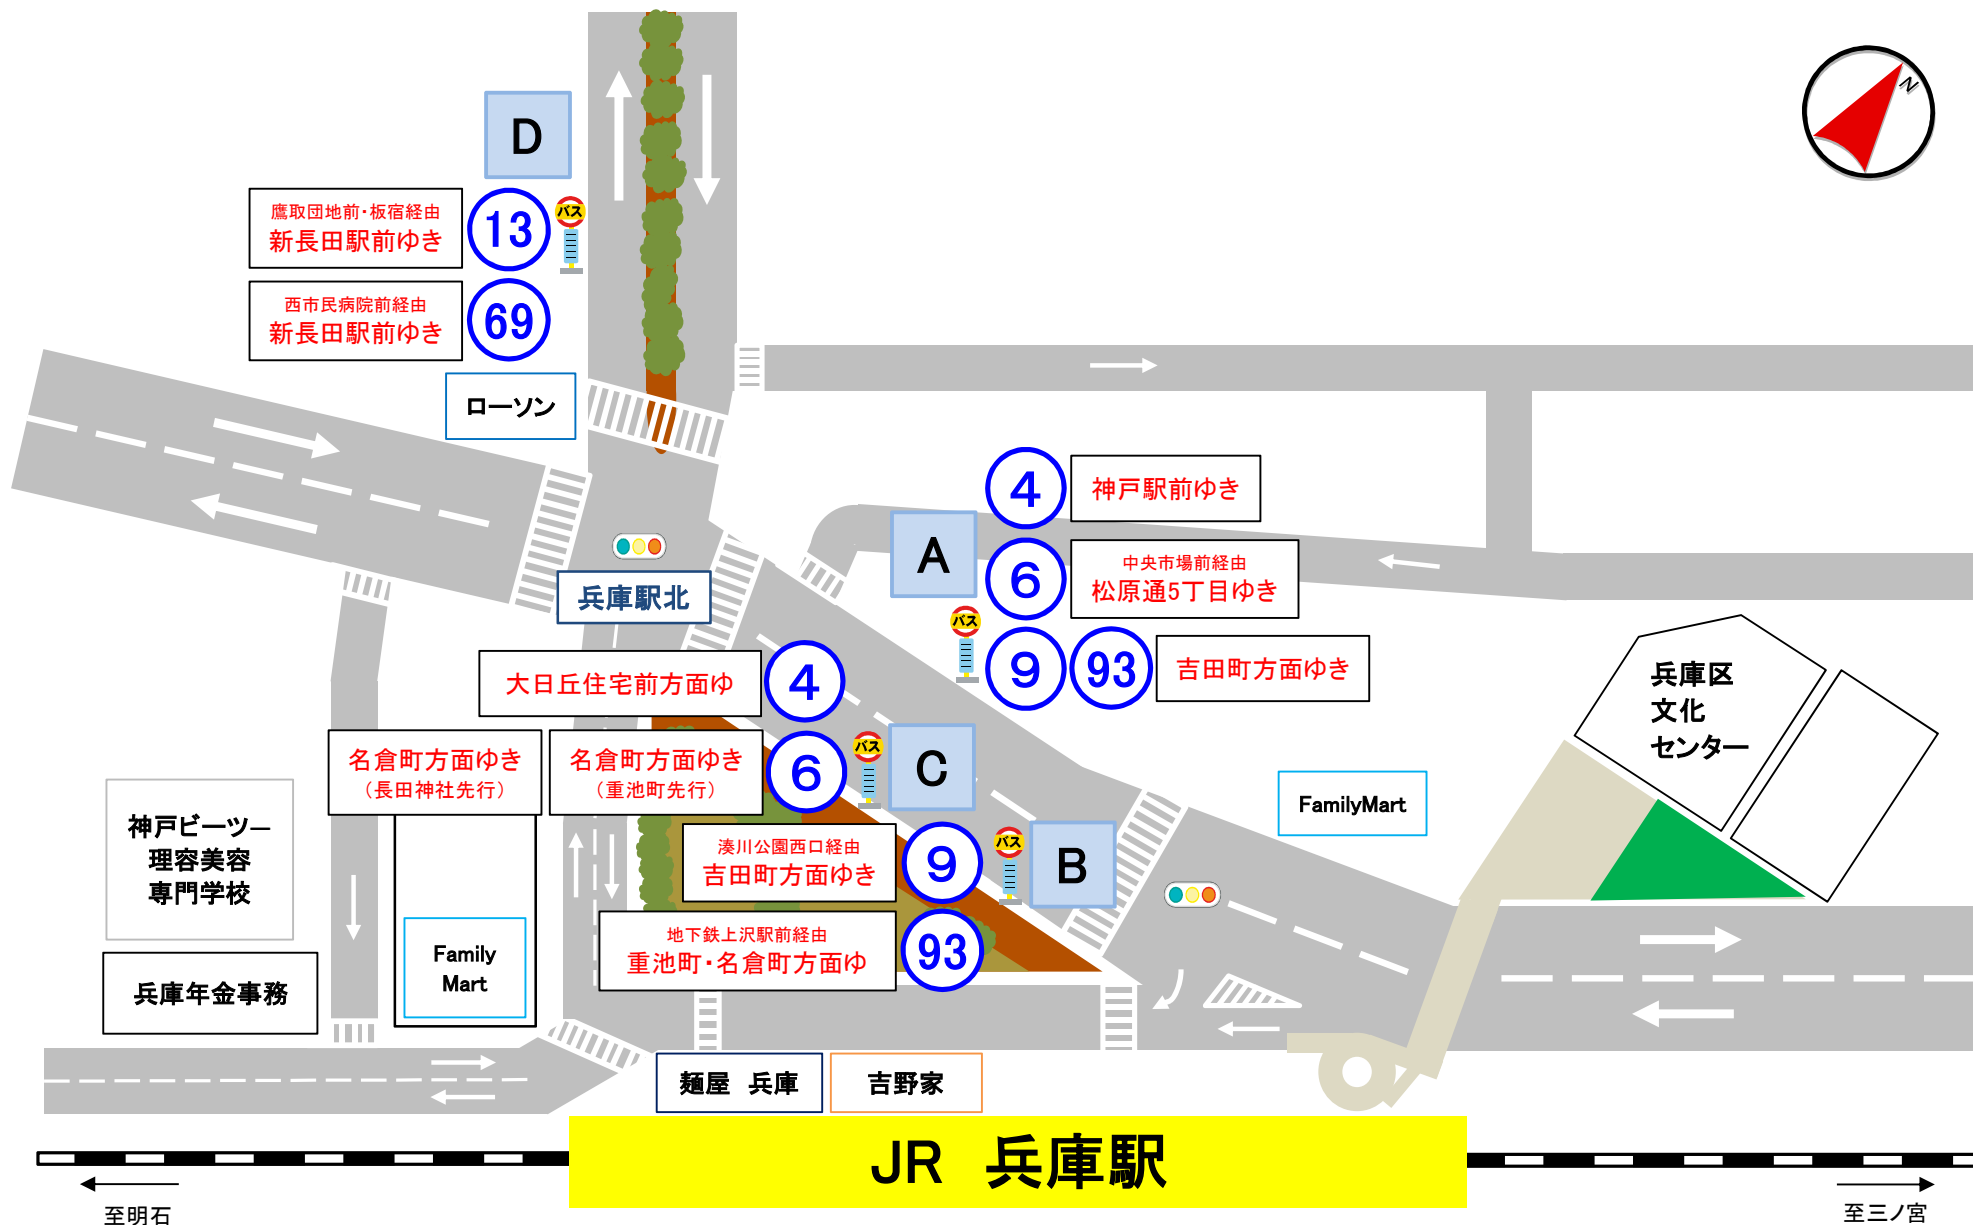 N
D
鷹取団地前・板宿経由
新長田駅前ゆき
13
バス
西市民病院前経由
新長田駅前ゆき
69
ローソン
4
神戸駅前ゆき
A
6
中央市場前経由
松原通5丁目ゆき
バス
9
93
吉田町方面ゆき
兵庫駅北
大日丘住宅前方面ゆ
4
名倉町方面ゆき
(長田神社先行)
名倉町方面ゆき
(重池町先行)
6
バス
C
湊川公園西口経由
吉田町方面ゆき
9
バス
B
地下鉄上沢駅前経由
重池町・名倉町方面ゆ
93
兵庫区
文化
センター
FamilyMart
神戸ビーツー
理容美容
専門学校
兵庫年金事務
Family
Mart
麺屋 兵庫
吉野家
JR 兵庫駅
至明石
至三ノ宮